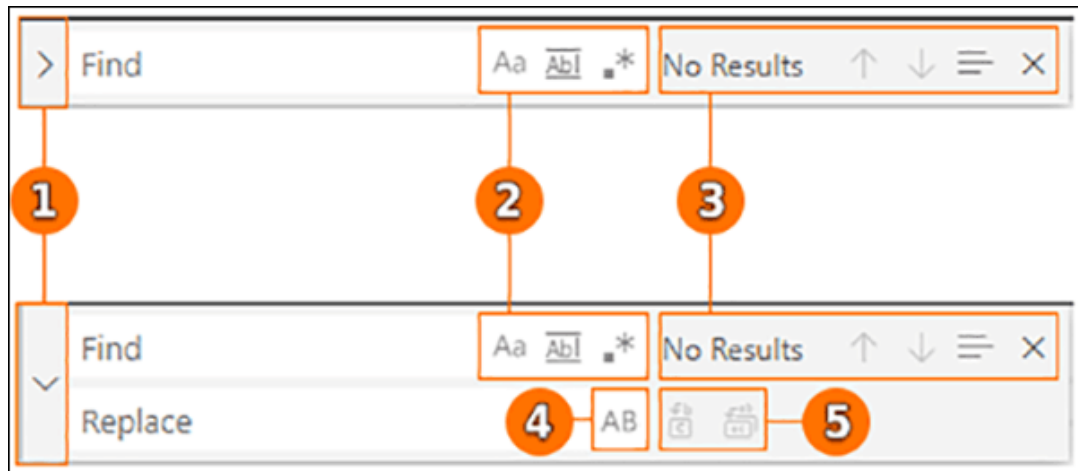 Find Aa Abl .* No Results
1 2 3
Find Aa Abl .* No Results
Replace 4 AB 5